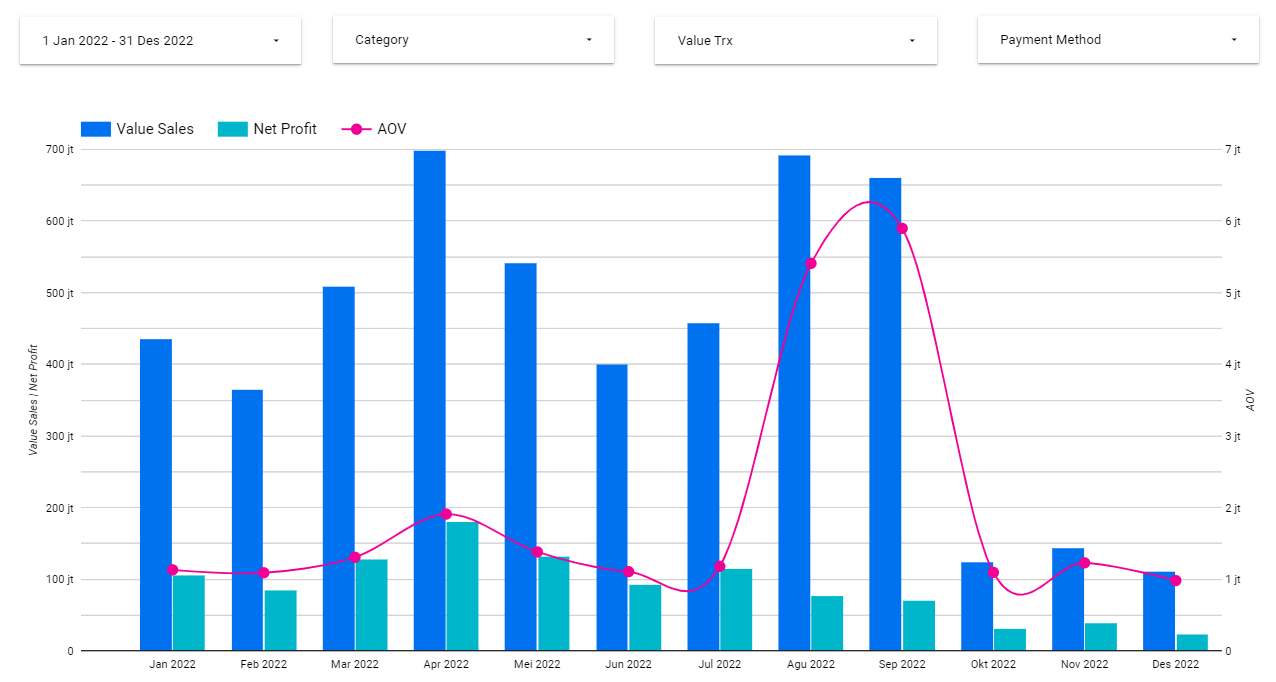 1 Jan 2022 - 31 Des 2022
Category
Value Trx
Payment Method
Value Sales
Net Profit
AOV
700 jt
600 jt
500 jt
400 jt
300 jt
200 jt
100 jt
0
Value Sales | Net Profit
7 jt
6 jt
5 jt
4 jt
3 jt
2 jt
1 jt
0
AOV
Jan 2022
Feb 2022
Mar 2022
Apr 2022
Mei 2022
Jun 2022
Jul 2022
Agu 2022
Sep 2022
Okt 2022
Nov 2022
Des 2022